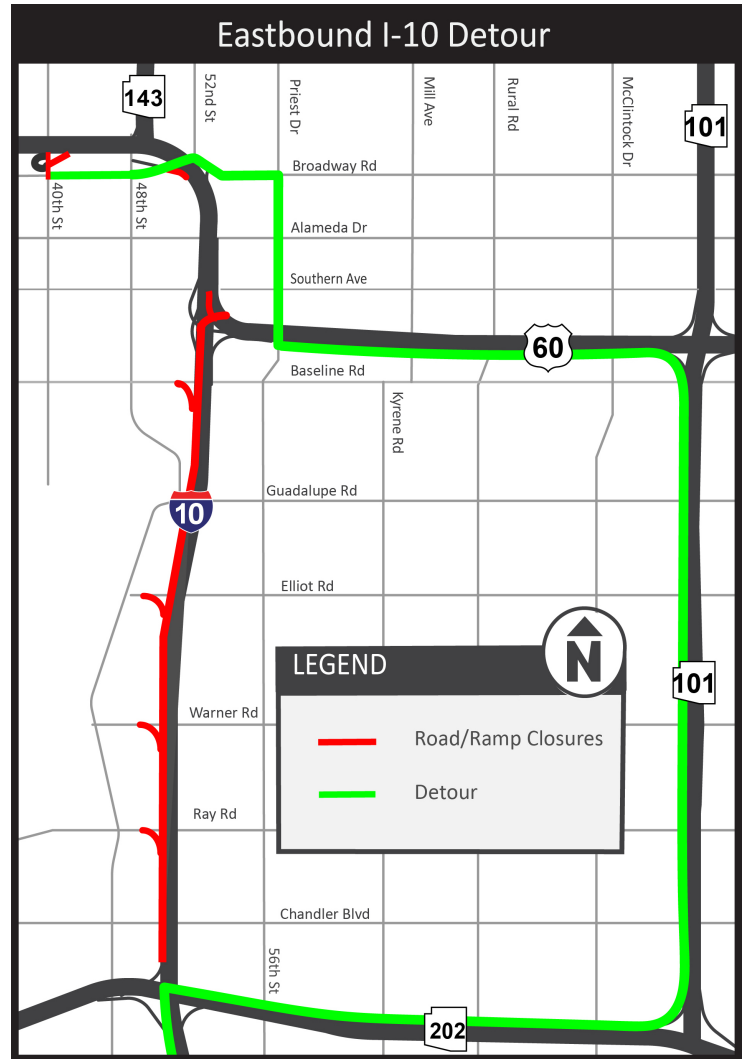 Eastbound I-10 Detour
143
52nd St
Priest Dr
Mill Ave
Rural Rd
McClintock Dr
101
Broadway Rd
40th St
48th St
Alameda Dr
Southern Ave
60
Baseline Rd
Kyrene Rd
Guadalupe Rd
10
Elliot Rd
N
LEGEND
101
Warner Rd
Road/Ramp Closures
Detour
Ray Rd
Chandler Blvd
56th St
202